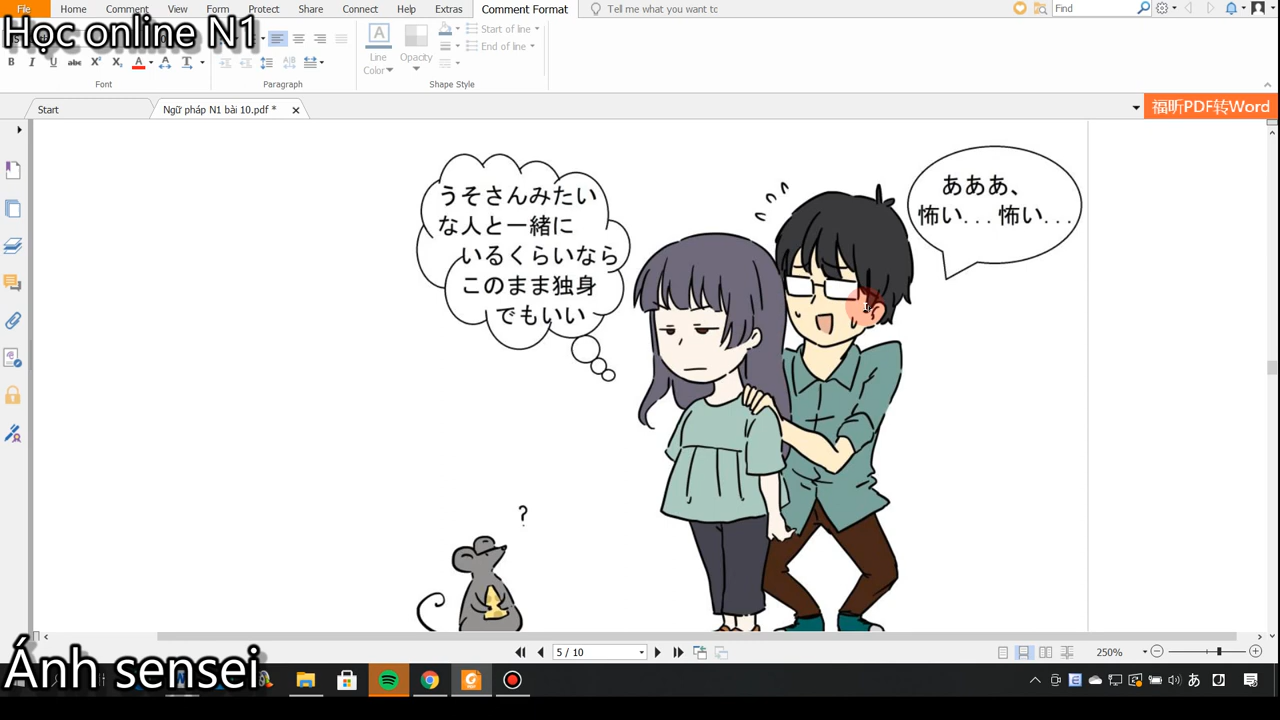 File Home Comment View Form Protect Share Connect Help Extras Comment Format Tell me what you want to Find
Học online N1
Start of line
End of line
Line Color
Opacity
B I U abc X² X₂ A A T
Font Paragraph Shape Style
Start Ngữ pháp N1 bài 10.pdf * 福昕PDF转Word
うそさんみたい
な人と一緒に
いるくらいなら
このまま独身
でもいい
あああ、
怖い...怖い...
?
5 / 10 250%
Ánh sensei
あ